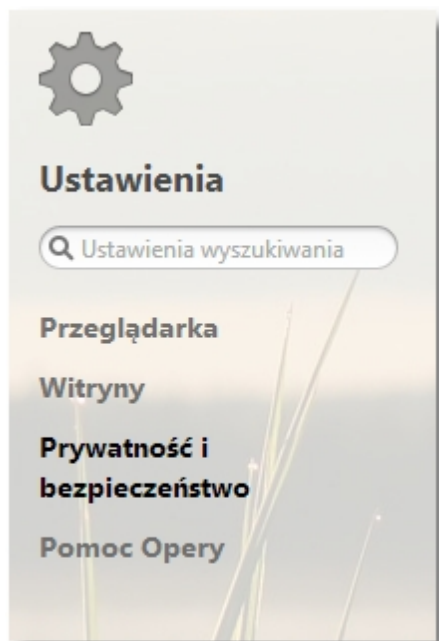 Ustawienia
Ustawienia wyszukiwania
Przeglądarka
Witryny
Prywatność i
bezpieczeństwo
Pomoc Opery